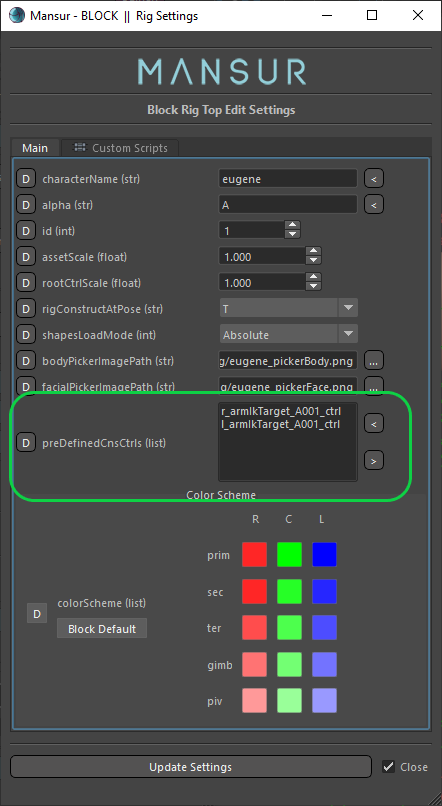 Mansur - BLOCK || Rig Settings
MANSUR
Block Rig Top Edit Settings
Main
Custom Scripts
D characterName (str) eugene <
D alpha (str) A <
D id (int) 1
D assetScale (float) 1.000
D rootCtrlScale (float) 1.000
D rigConstructAtPose (str) T
D shapesLoadMode (int) Absolute
D bodyPickerImagePath (str) g/eugene_pickerBody.png ...
D facialPickerImagePath (str) g/eugene_pickerFace.png ...
r_armIkTarget_A001_ctrl
l_armIkTarget_A001_ctrl
<
D preDefinedCnsCtrls (list)
>
Color Scheme
R C L
prim
sec
D colorScheme (list)
ter
Block Default
gimb
piv
Update Settings
Close